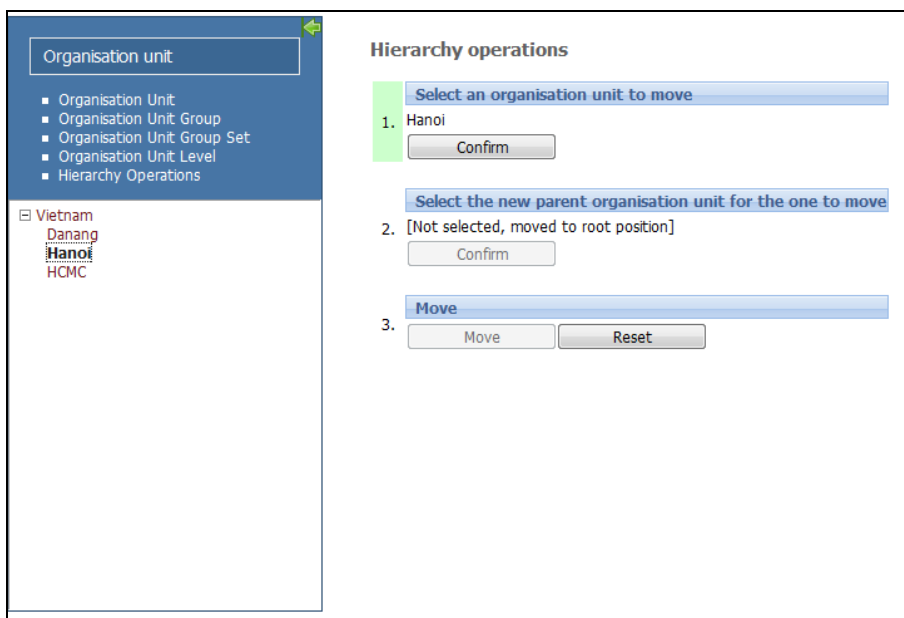 Organisation unit
Organisation Unit
Organisation Unit Group
Organisation Unit Group Set
Organisation Unit Level
Hierarchy Operations
Vietnam
Danang
Hanoi
HCMC
Hierarchy operations
Select an organisation unit to move
1. Hanoi
Confirm
Select the new parent organisation unit for the one to move
2. [Not selected, moved to root position]
Confirm
Move
3.
Move Reset